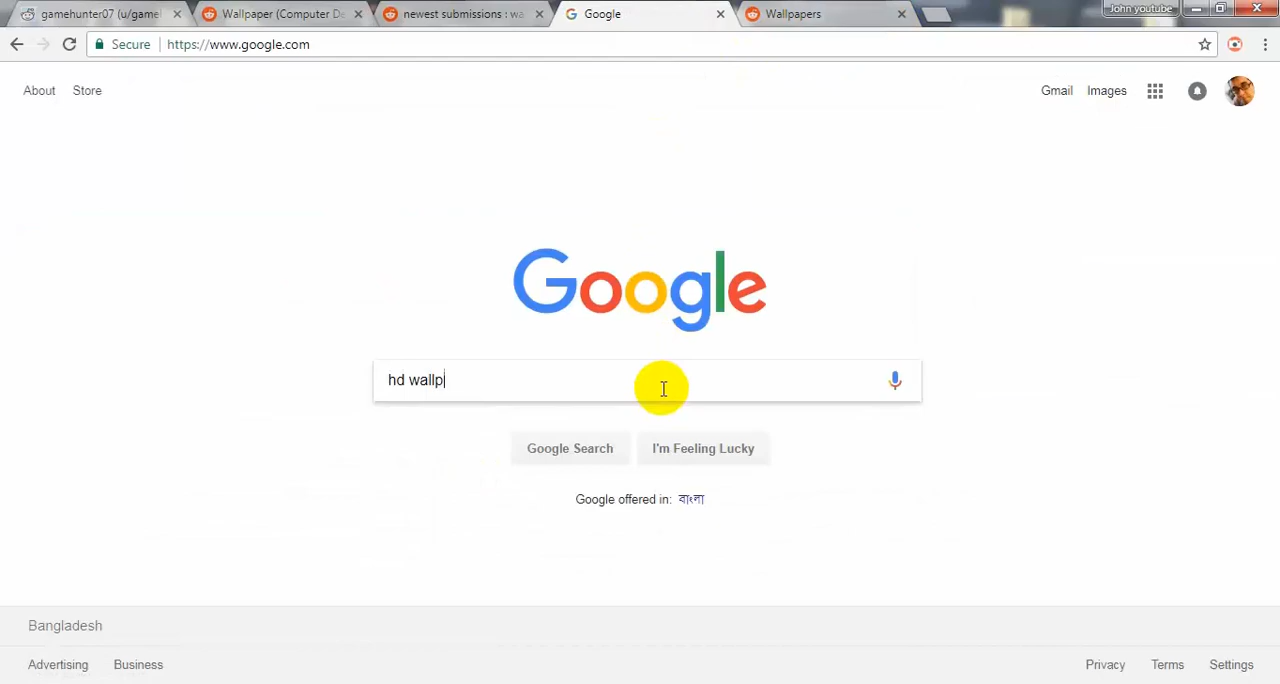 gamehunter07 (u/gamel
Wallpaper (Computer De
newest submissions : wa
Google
Wallpapers
John youtube
Secure
https://www.google.com
About
Store
Gmail
Images
Google
hd wallp
Google Search
I'm Feeling Lucky
Google offered in: বাংলা
Bangladesh
Advertising
Business
Privacy
Terms
Settings